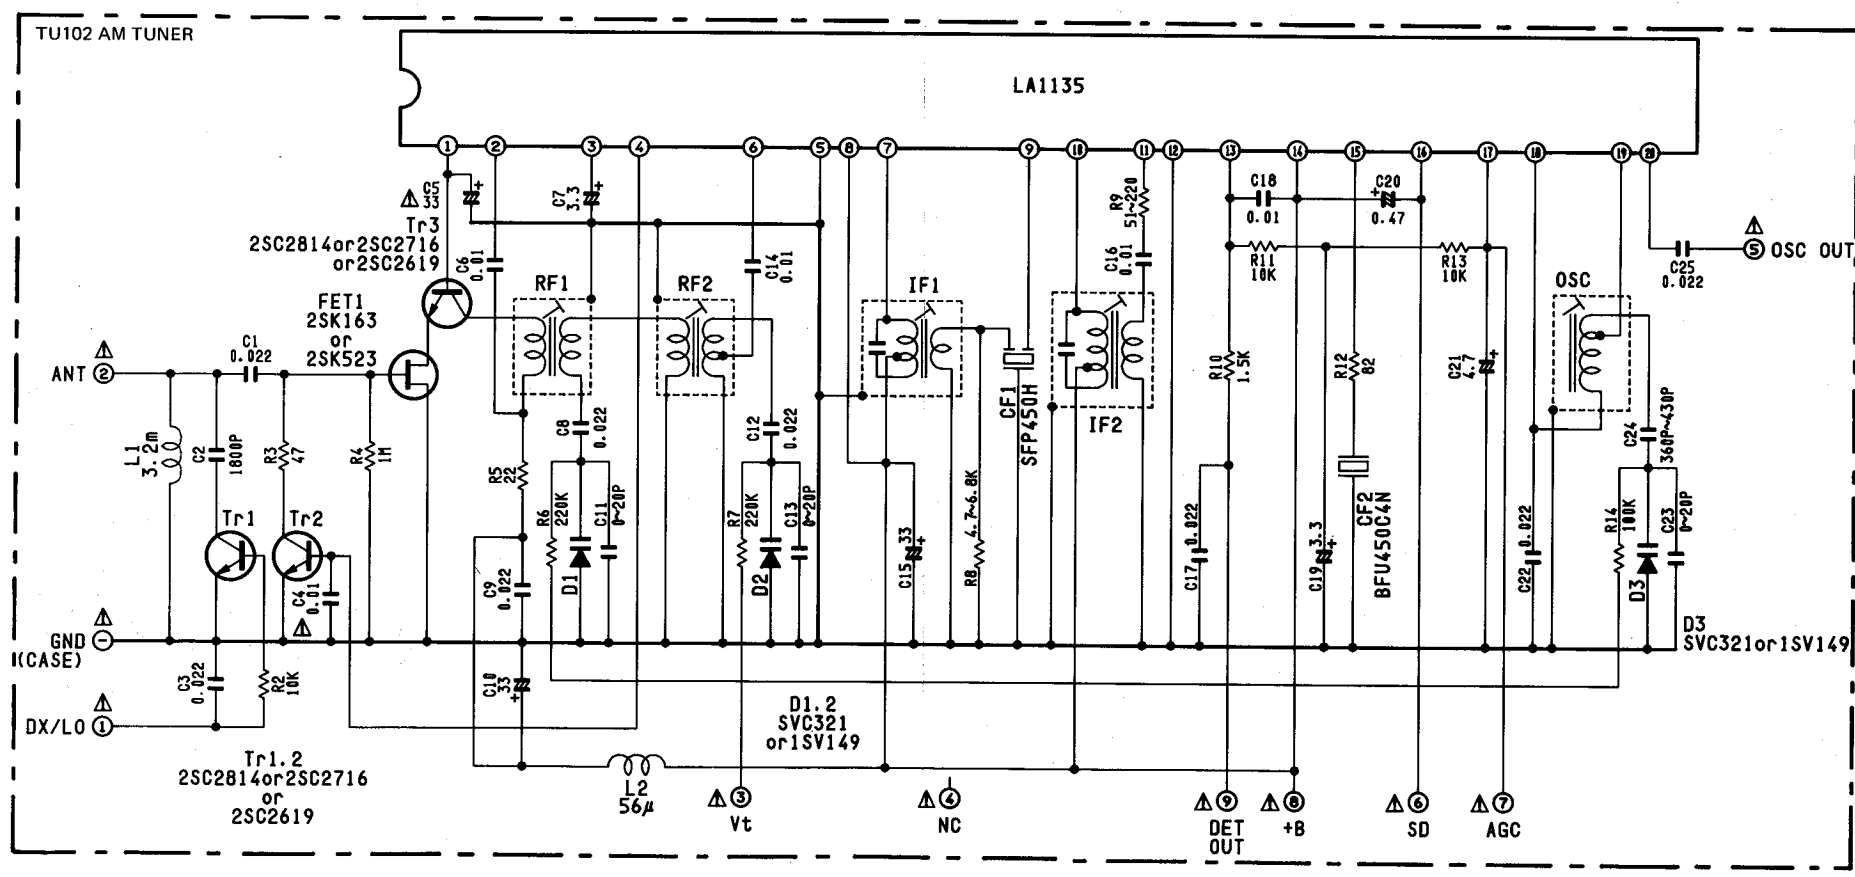 TU102 AM TUNER
LA1135
1 2 3 4 6 5 8 7 9 10 11 12 13 14 15 16 17 18 19 20
C5
33
Tr3
2SC2814or2SC2716
or2SC2619
C6
0.01
C7
3.3
C14
0.01
R9
51~220
C16
0.01
C18
0.01
C20
0.47
R11
10K
R13
10K
C25
0.022
5 OSC OUT
FET1
2SK163
or
2SK523
RF1
RF2
IF1
IF2
OSC
ANT 2
C1
0.022
L1
3.2m
C2
1800P
R3
47
R4
1M
R5
22
C8
0.022
C12
0.022
CF1
SFP450H
R10
1.5K
R12
82
C21
4.7
C24
360P~430P
Tr1
Tr2
C4
0.01
C9
0.022
R6
220K
D1
C11
0~20P
R7
220K
D2
C13
0~20P
C15
33
R8
4.7~6.8K
C17
0.022
C19
3.3
CF2
BFU450C4N
C22
0.022
R14
100K
D3
C23
0~20P
GND -
(CASE)
C3
0.022
R2
10K
C10
33
DX/LO 1
D3
SVC321or1SV149
D1.2
SVC321
or1SV149
Tr1.2
2SC2814or2SC2716
or
2SC2619
L2
56μ
3
Vt
4
NC
9
DET
OUT
8
+B
6
SD
7
AGC